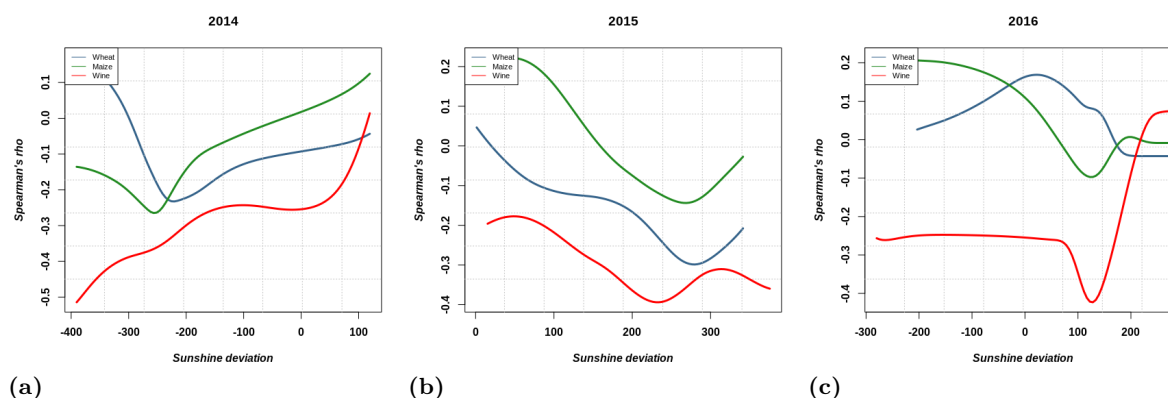 2014
Wheat
Maize
Wine
0.1
0.0
-0.1
-0.2
-0.3
-0.4
-0.5
Spearman's rho
-400 -300 -200 -100 0 100
Sunshine deviation
(a)
2015
Wheat
Maize
Wine
0.2
0.1
0.0
-0.1
-0.2
-0.3
-0.4
Spearman's rho
0 100 200 300
Sunshine deviation
(b)
2016
Wheat
Maize
Wine
0.2
0.1
0.0
-0.1
-0.2
-0.3
-0.4
Spearman's rho
-300 -200 -100 0 100 200
Sunshine deviation
(c)